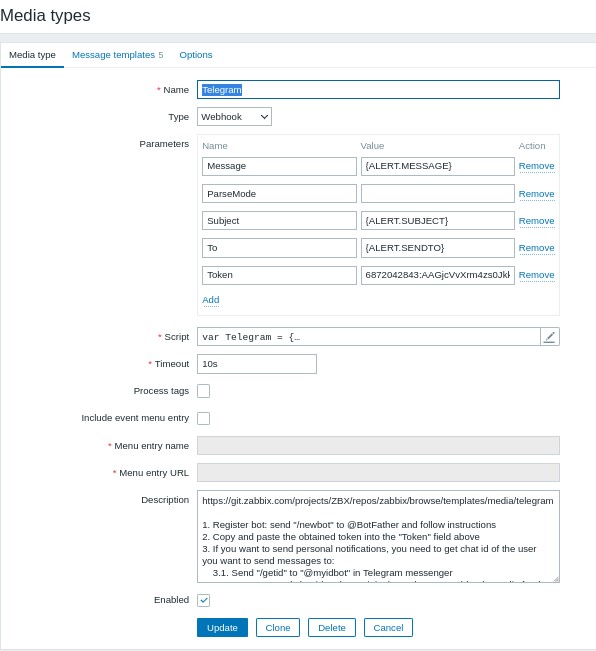 Media types
Media type Message templates 5 Options
* Name Telegram
Type Webhook
Parameters Name Value Action
Message {ALERT.MESSAGE} Remove
ParseMode Remove
Subject {ALERT.SUBJECT} Remove
To {ALERT.SENDTO} Remove
Token 6872042843:AAGjcVvXrm4zs0Jkl Remove
Add
* Script var Telegram = {…
* Timeout 10s
Process tags
Include event menu entry
* Menu entry name
* Menu entry URL
Description https://git.zabbix.com/projects/ZBX/repos/zabbix/browse/templates/media/telegram
1. Register bot: send "/newbot" to @BotFather and follow instructions
2. Copy and paste the obtained token into the "Token" field above
3. If you want to send personal notifications, you need to get chat id of the user
you want to send messages to:
3.1. Send "/getid" to "@myidbot" in Telegram messenger
Enabled
Update Clone Delete Cancel